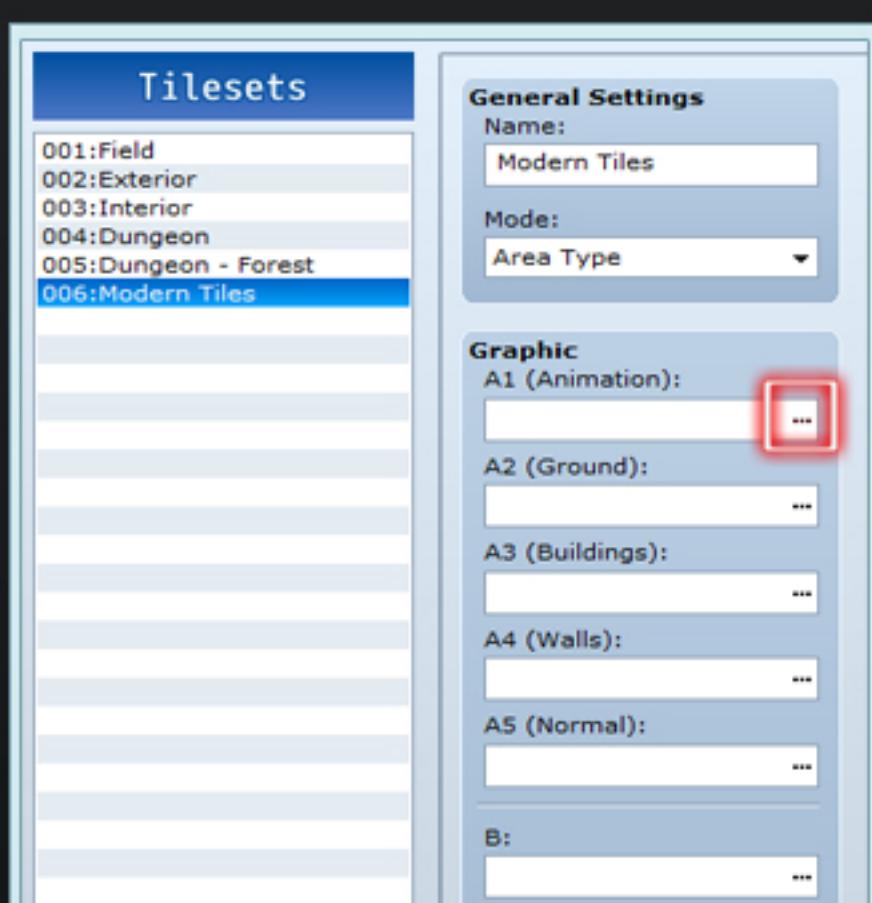 Tilesets
001:Field
002:Exterior
003:Interior
004:Dungeon
005:Dungeon - Forest
006:Modern Tiles
General Settings
Name:
Modern Tiles
Mode:
Area Type
Graphic
A1 (Animation):
...
A2 (Ground):
...
A3 (Buildings):
...
A4 (Walls):
...
A5 (Normal):
...
B:
...